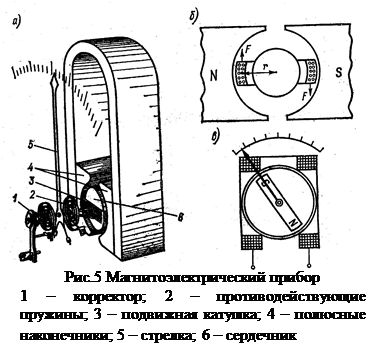 а)
б)
F
r
N
S
F
в)
N
5
4
3
2
1
6
Рис.5 Магнитоэлектрический прибор
1 – корректор; 2 – противодействующие
пружины; 3 – подвижная катушка; 4 – полюсные
наконечники; 5 – стрелка; 6 – сердечник